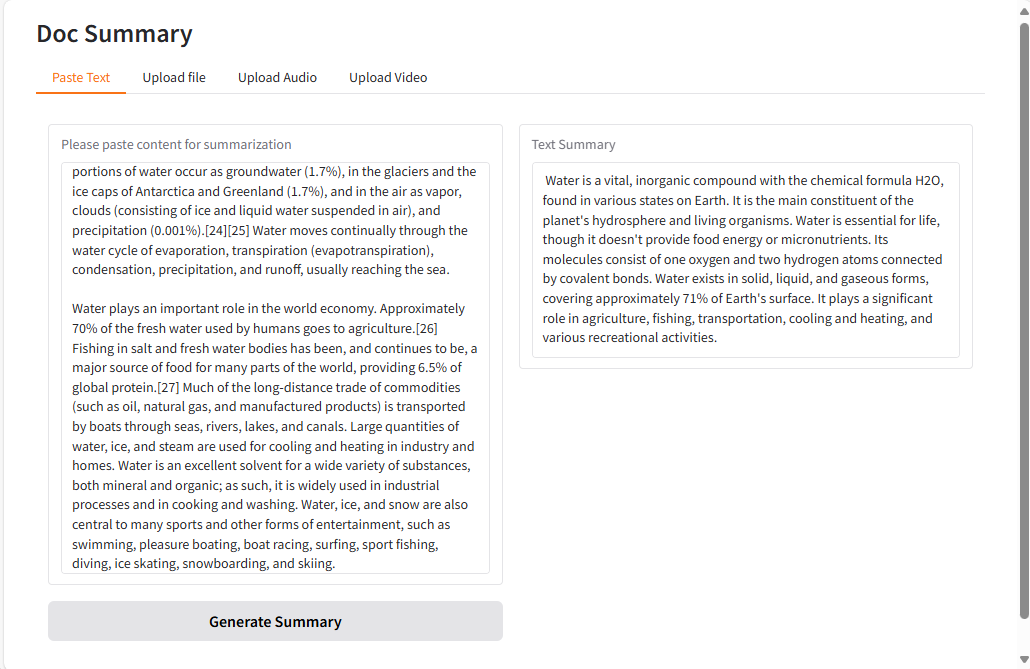 Doc Summary
Paste Text
Upload file
Upload Audio
Upload Video
Please paste content for summarization
portions of water occur as groundwater (1.7%), in the glaciers and the
ice caps of Antarctica and Greenland (1.7%), and in the air as vapor,
clouds (consisting of ice and liquid water suspended in air), and
precipitation (0.001%).[24][25] Water moves continually through the
water cycle of evaporation, transpiration (evapotranspiration),
condensation, precipitation, and runoff, usually reaching the sea.
Water plays an important role in the world economy. Approximately
70% of the fresh water used by humans goes to agriculture.[26]
Fishing in salt and fresh water bodies has been, and continues to be, a
major source of food for many parts of the world, providing 6.5% of
global protein.[27] Much of the long-distance trade of commodities
(such as oil, natural gas, and manufactured products) is transported
by boats through seas, rivers, lakes, and canals. Large quantities of
water, ice, and steam are used for cooling and heating in industry and
homes. Water is an excellent solvent for a wide variety of substances,
both mineral and organic; as such, it is widely used in industrial
processes and in cooking and washing. Water, ice, and snow are also
central to many sports and other forms of entertainment, such as
swimming, pleasure boating, boat racing, surfing, sport fishing,
diving, ice skating, snowboarding, and skiing.
Generate Summary
Text Summary
Water is a vital, inorganic compound with the chemical formula H2O,
found in various states on Earth. It is the main constituent of the
planet's hydrosphere and living organisms. Water is essential for life,
though it doesn't provide food energy or micronutrients. Its
molecules consist of one oxygen and two hydrogen atoms connected
by covalent bonds. Water exists in solid, liquid, and gaseous forms,
covering approximately 71% of Earth's surface. It plays a significant
role in agriculture, fishing, transportation, cooling and heating, and
various recreational activities.